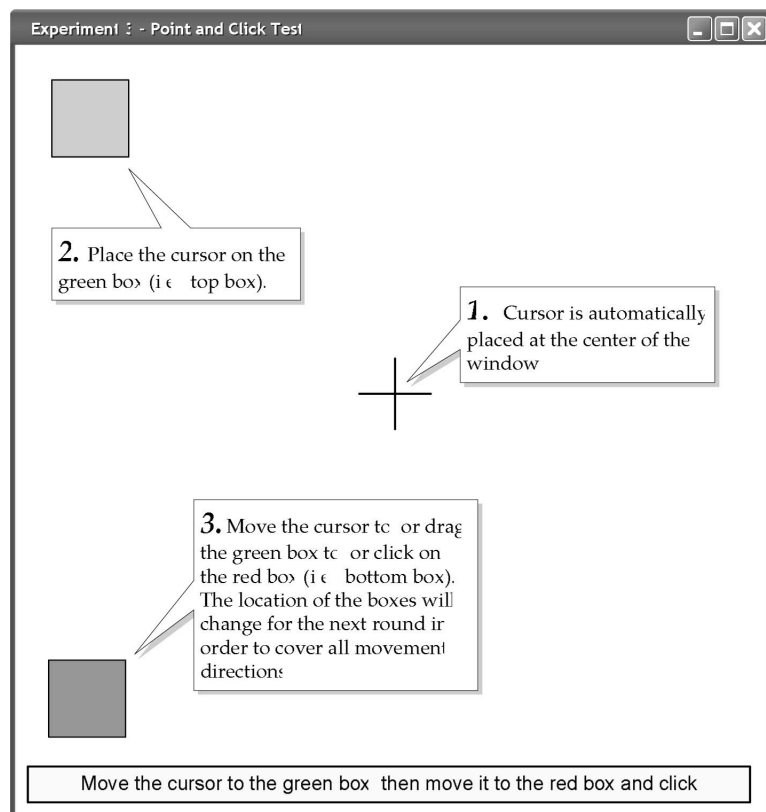 Experiment 3 - Point and Click Test
2. Place the cursor on the
green box (i e top box).
1. Cursor is automatically
placed at the center of the
window
3. Move the cursor to or drag
the green box to or click on
the red box (i e bottom box).
The location of the boxes will
change for the next round in
order to cover all movement
directions
Move the cursor to the green box then move it to the red box and click